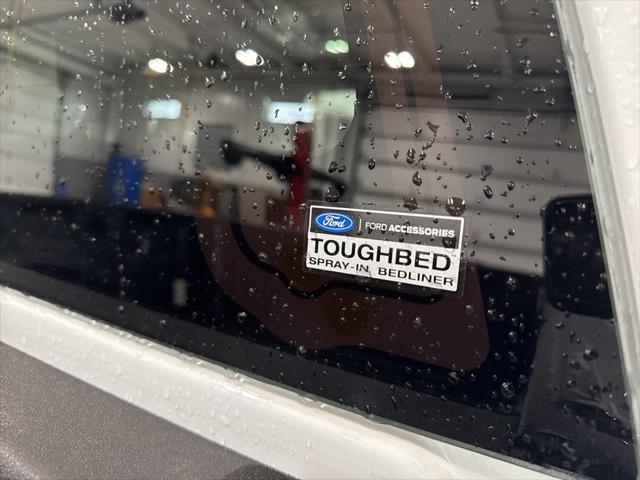 Ford | FORD ACCESSORIES
TOUGHBED
SPRAY-IN BEDLINER